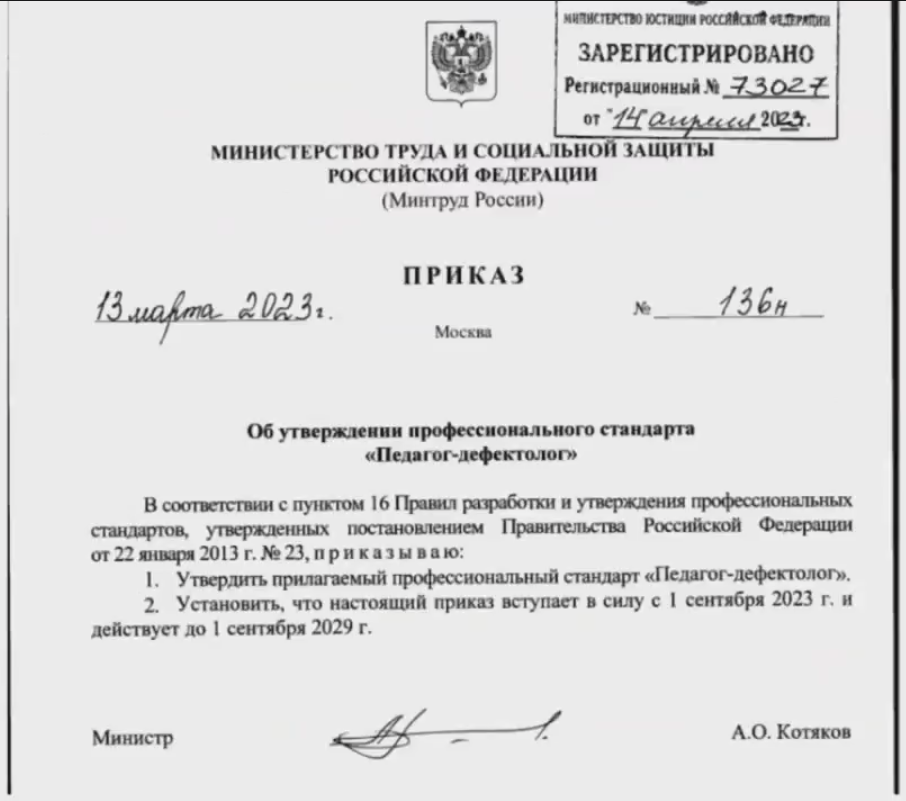 МИНИСТЕРСТВО ЮСТИЦИИ РОССИЙСКОЙ ФЕДЕРАЦИИ
ЗАРЕГИСТРИРОВАНО
Регистрационный № 73027
от "14 апреля 2023г.
МИНИСТЕРСТВО ТРУДА И СОЦИАЛЬНОЙ ЗАЩИТЫ
РОССИЙСКОЙ ФЕДЕРАЦИИ
(Минтруд России)
ПРИКАЗ
13 марта 2023г. № 136н
Москва
Об утверждении профессионального стандарта
«Педагог-дефектолог»
В соответствии с пунктом 16 Правил разработки и утверждения профессиональных
стандартов, утвержденных постановлением Правительства Российской Федерации
от 22 января 2013 г. № 23, приказываю:
1. Утвердить прилагаемый профессиональный стандарт «Педагог-дефектолог».
2. Установить, что настоящий приказ вступает в силу с 1 сентября 2023 г. и
действует до 1 сентября 2029 г.
Министр А.О. Котяков